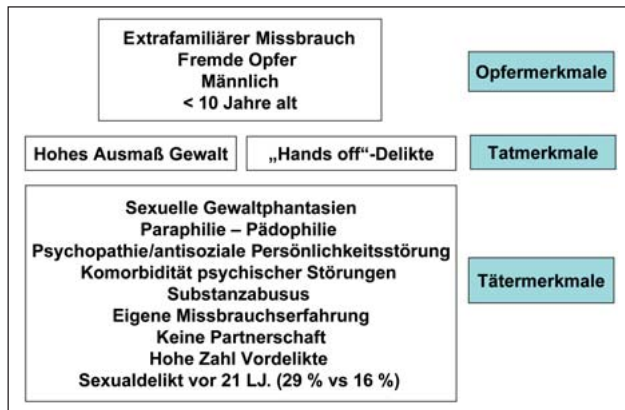 Extrafamiliärer Missbrauch
Fremde Opfer
Männlich
< 10 Jahre alt
Opfermerkmale
Hohes Ausmaß Gewalt
„Hands off“-Delikte
Tatmerkmale
Sexuelle Gewaltphantasien
Paraphilie – Pädophilie
Psychopathie/antisoziale Persönlichkeitsstörung
Komorbidität psychischer Störungen
Substanzabusus
Eigene Missbrauchserfahrung
Keine Partnerschaft
Hohe Zahl Vordelikte
Sexualdelikt vor 21 LJ. (29 % vs 16 %)
Tätermerkmale